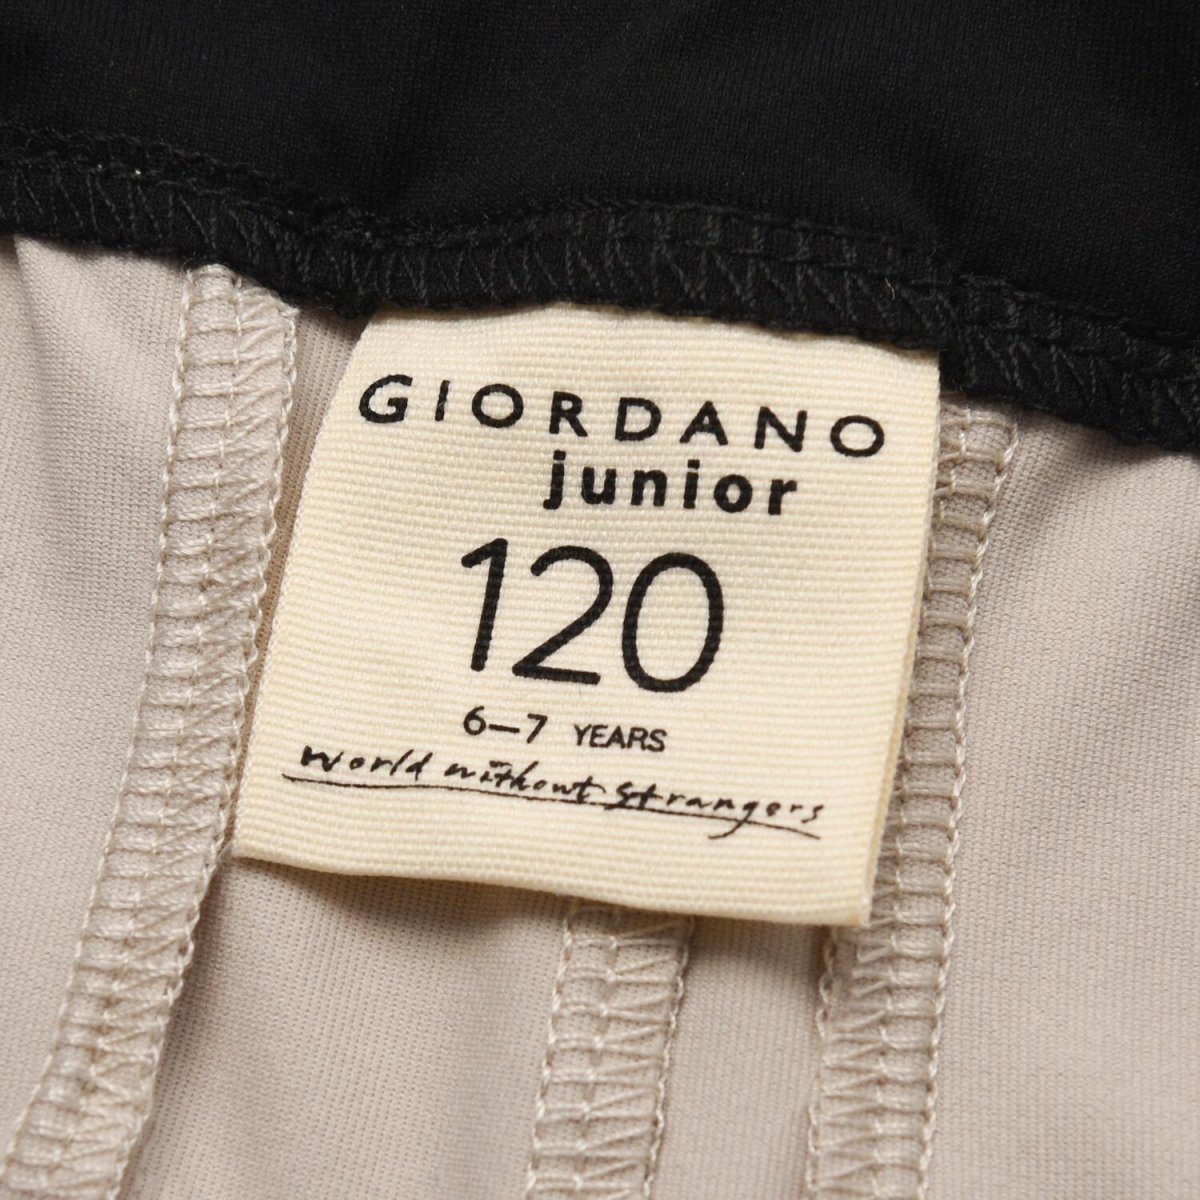 GIORDANO
junior
120
6–7 YEARS
World without strangers